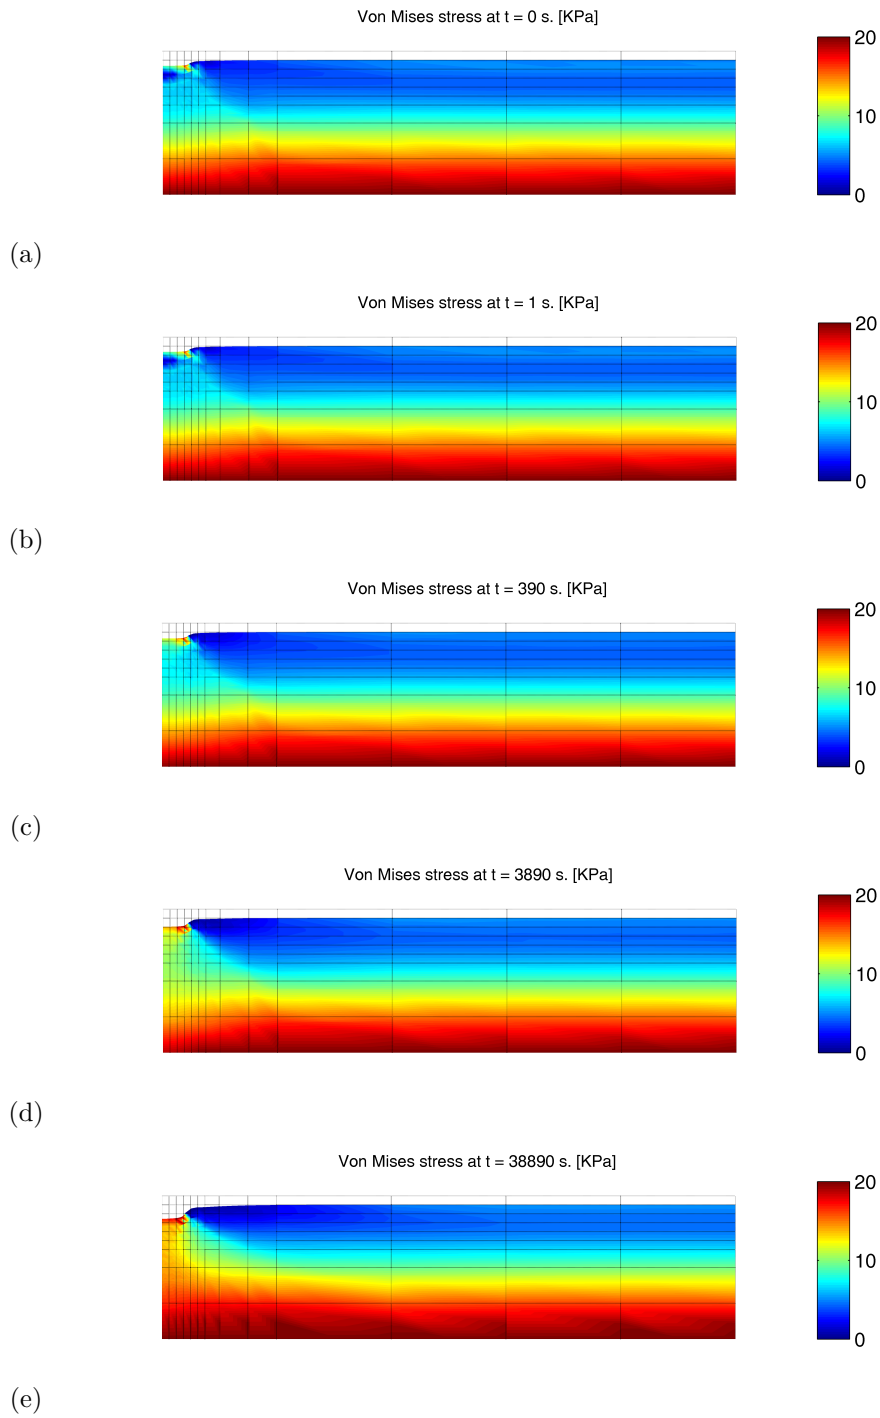 Von Mises stress at t = 0 s. [KPa]
20
10
0
(a)
Von Mises stress at t = 1 s. [KPa]
20
10
0
(b)
Von Mises stress at t = 390 s. [KPa]
20
10
0
(c)
Von Mises stress at t = 3890 s. [KPa]
20
10
0
(d)
Von Mises stress at t = 38890 s. [KPa]
20
10
0
(e)